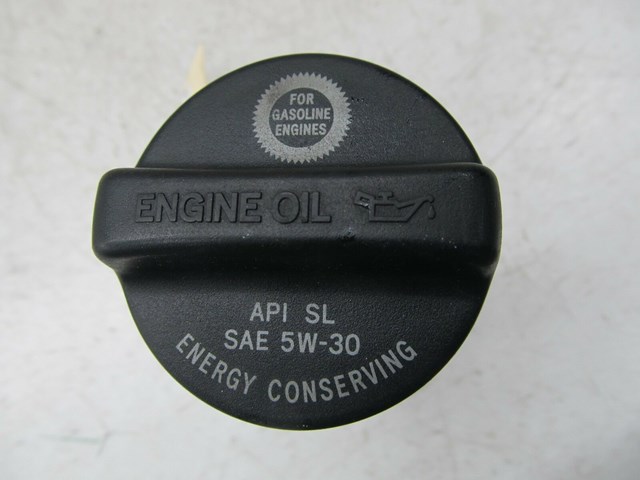 FOR
GASOLINE
ENGINES
ENGINE OIL
API SL
SAE 5W-30
ENERGY CONSERVING